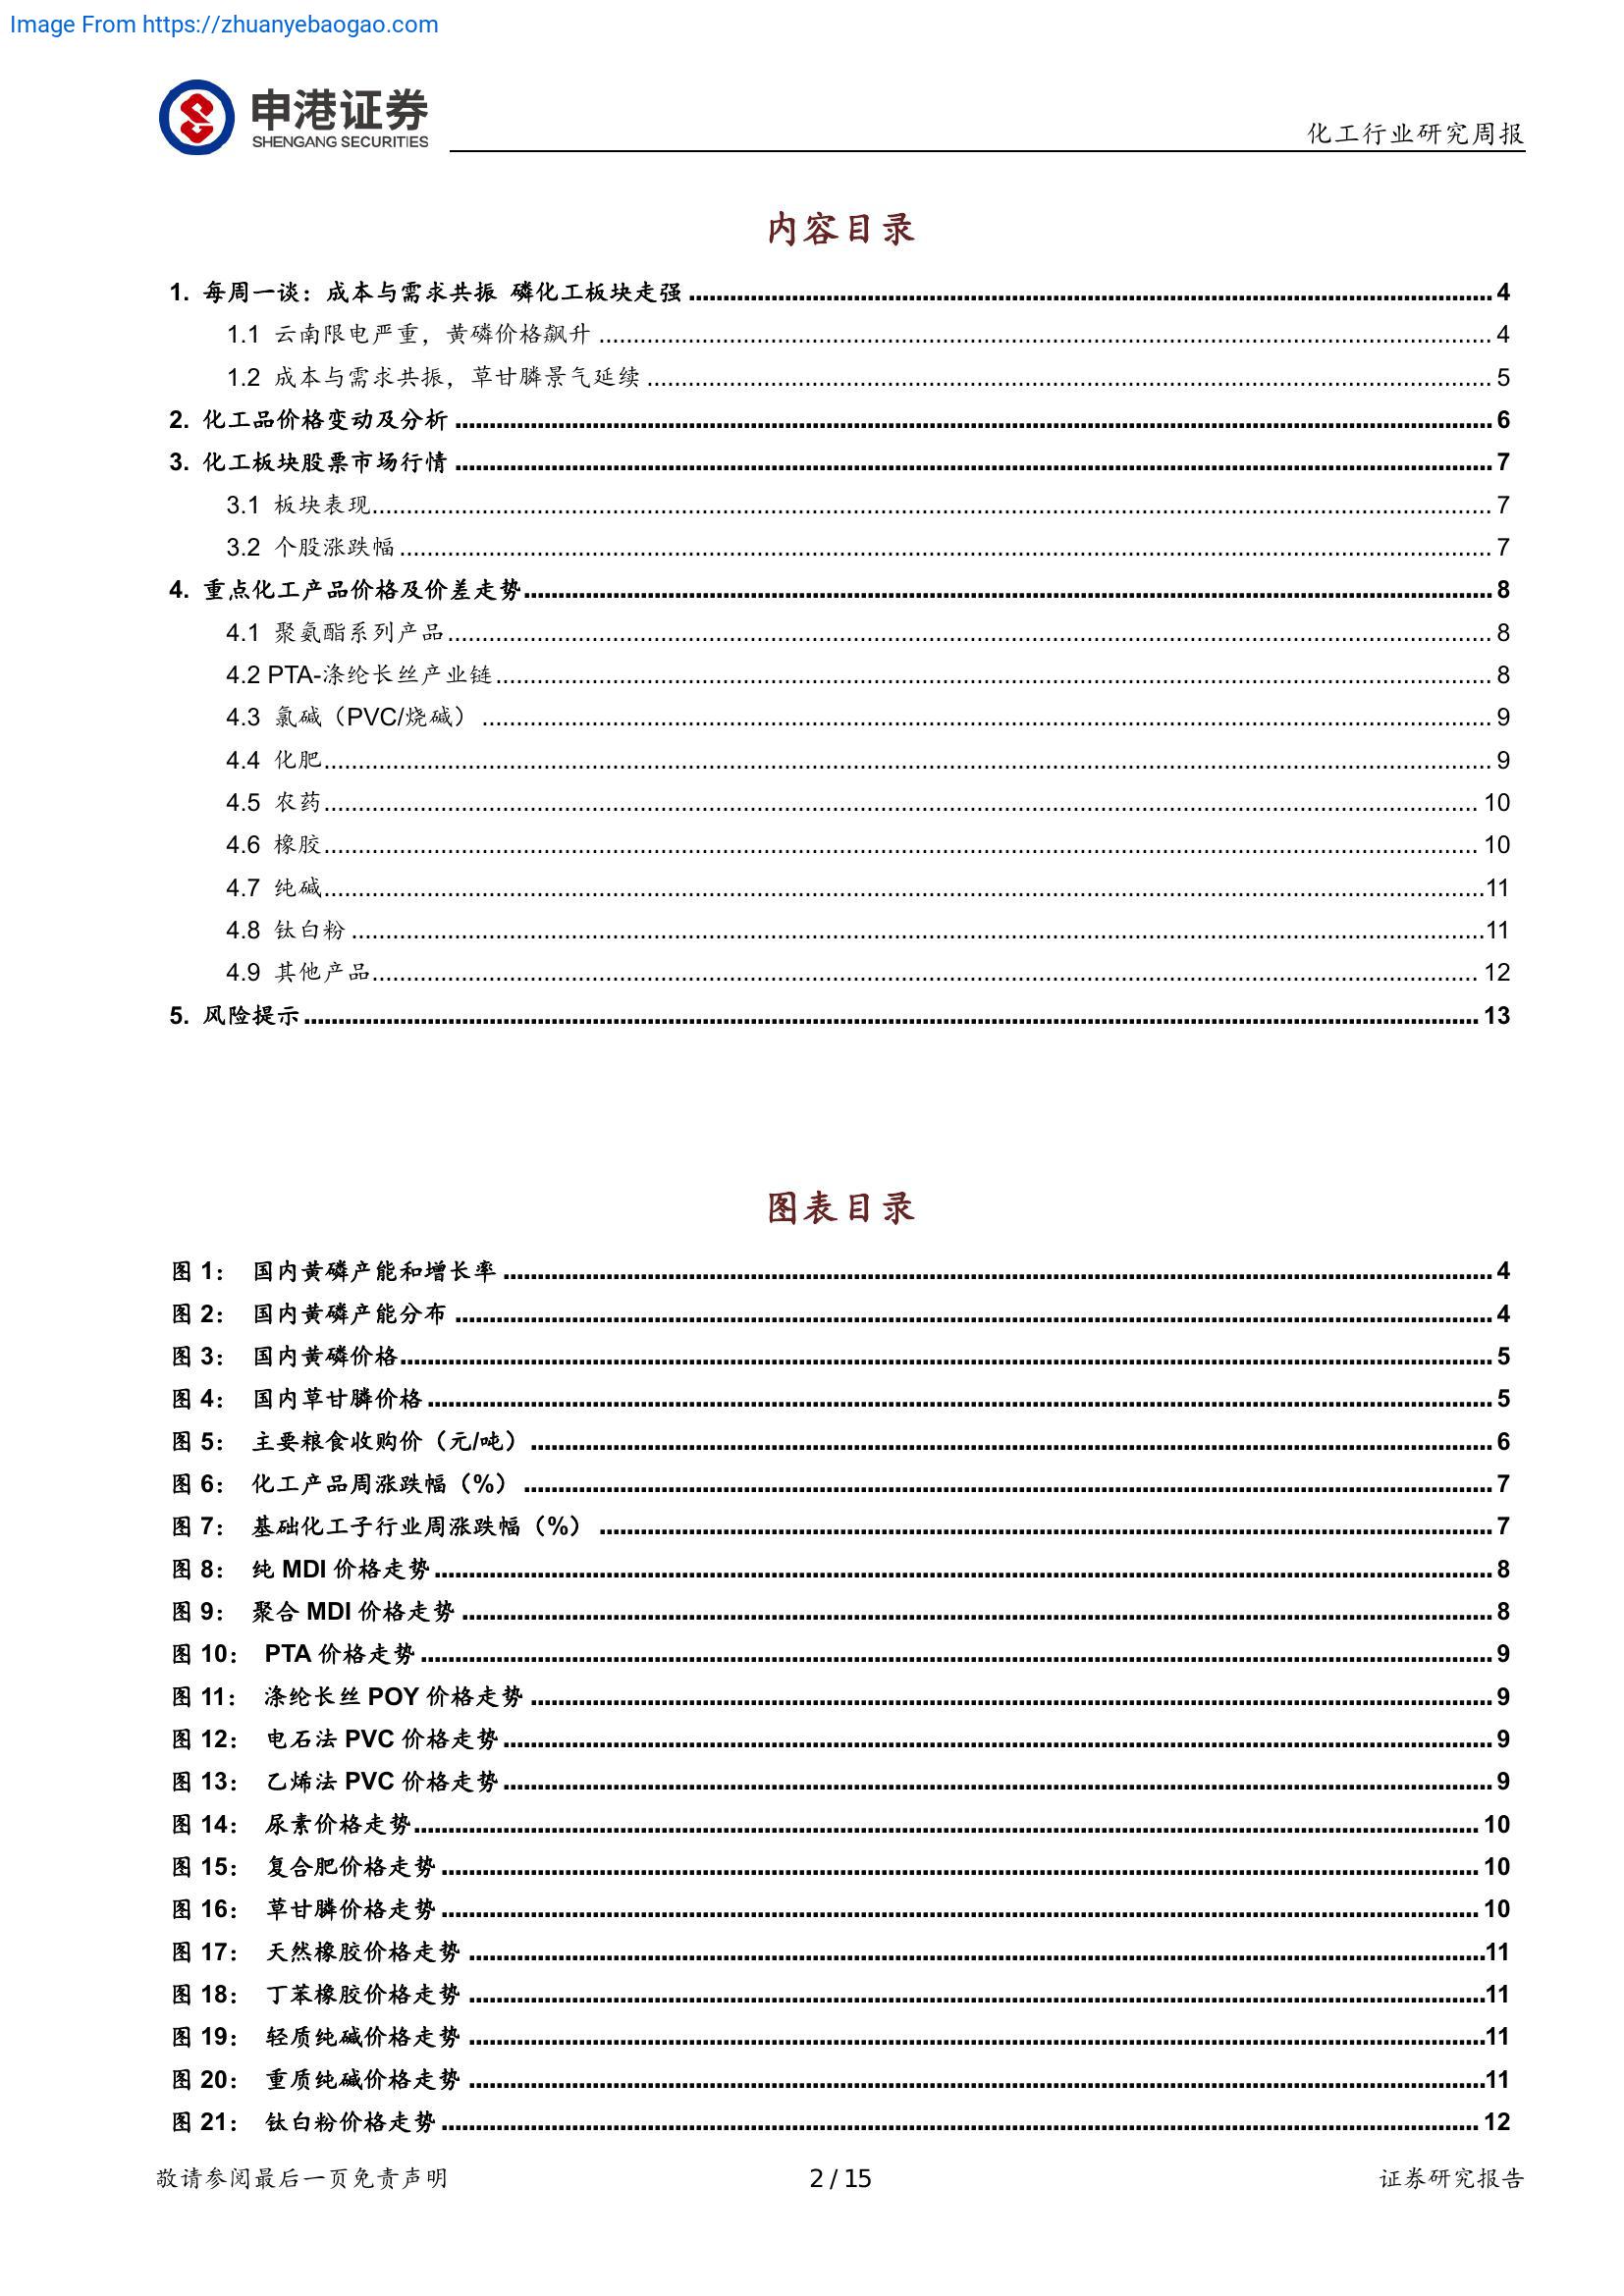 Image From https://zhuanyebaogao.com
申港证券
SHENGANG SECURITIES
化工行业研究周报
内容目录
1. 每周一谈：成本与需求共振 磷化工板块走强 4
1.1 云南限电严重，黄磷价格飙升 4
1.2 成本与需求共振，草甘膦景气延续 5
2. 化工品价格变动及分析 6
3. 化工板块股票市场行情 7
3.1 板块表现 7
3.2 个股涨跌幅 7
4. 重点化工产品价格及价差走势 8
4.1 聚氨酯系列产品 8
4.2 PTA-涤纶长丝产业链 8
4.3 氯碱（PVC/烧碱） 9
4.4 化肥 9
4.5 农药 10
4.6 橡胶 10
4.7 纯碱 11
4.8 钛白粉 11
4.9 其他产品 12
5. 风险提示 13
图表目录
图 1： 国内黄磷产能和增长率 4
图 2： 国内黄磷产能分布 4
图 3： 国内黄磷价格 5
图 4： 国内草甘膦价格 5
图 5： 主要粮食收购价（元/吨） 6
图 6： 化工产品周涨跌幅（%） 7
图 7： 基础化工子行业周涨跌幅（%） 7
图 8： 纯 MDI 价格走势 8
图 9： 聚合 MDI 价格走势 8
图 10： PTA 价格走势 9
图 11： 涤纶长丝 POY 价格走势 9
图 12： 电石法 PVC 价格走势 9
图 13： 乙烯法 PVC 价格走势 9
图 14： 尿素价格走势 10
图 15： 复合肥价格走势 10
图 16： 草甘膦价格走势 10
图 17： 天然橡胶价格走势 11
图 18： 丁苯橡胶价格走势 11
图 19： 轻质纯碱价格走势 11
图 20： 重质纯碱价格走势 11
图 21： 钛白粉价格走势 12
敬请参阅最后一页免责声明
2 / 15
证券研究报告